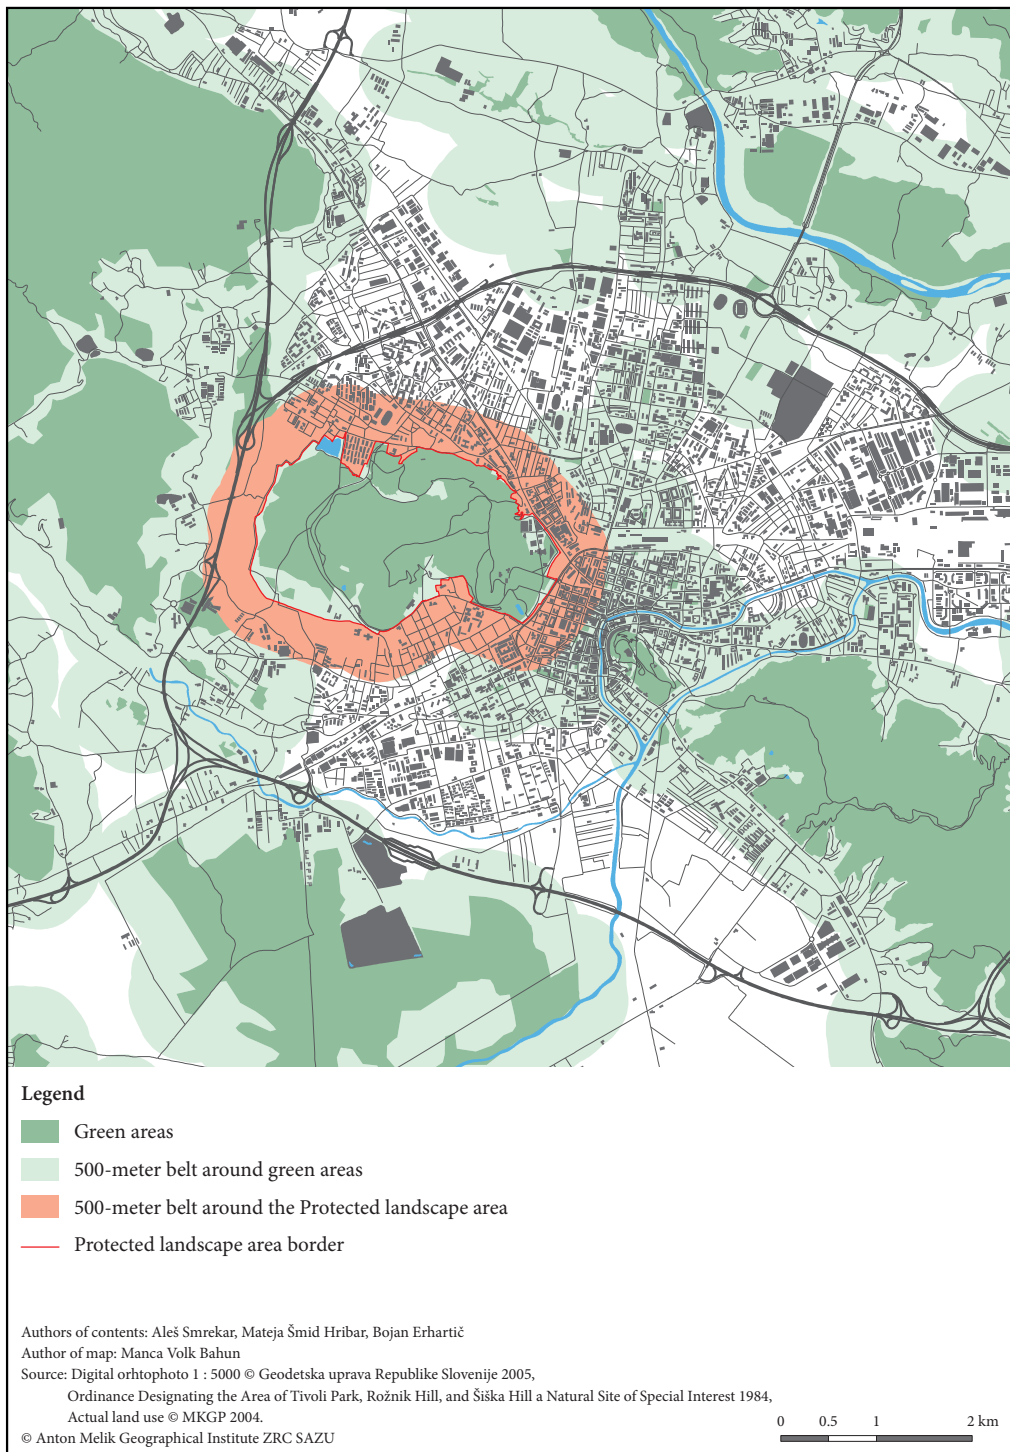 Legend
Green areas
500-meter belt around green areas
500-meter belt around the Protected landscape area
Protected landscape area border
Authors of contents: Aleš Smrekar, Mateja Šmid Hribar, Bojan Erhartič
Author of map: Manca Volk Bahun
Source: Digital orhtophoto 1 : 5000 © Geodetska uprava Republike Slovenije 2005,
Ordinance Designating the Area of Tivoli Park, Rožnik Hill, and Šiška Hill a Natural Site of Special Interest 1984,
Actual land use © MKGP 2004.
© Anton Melik Geographical Institute ZRC SAZU
0 0.5 1 2 km